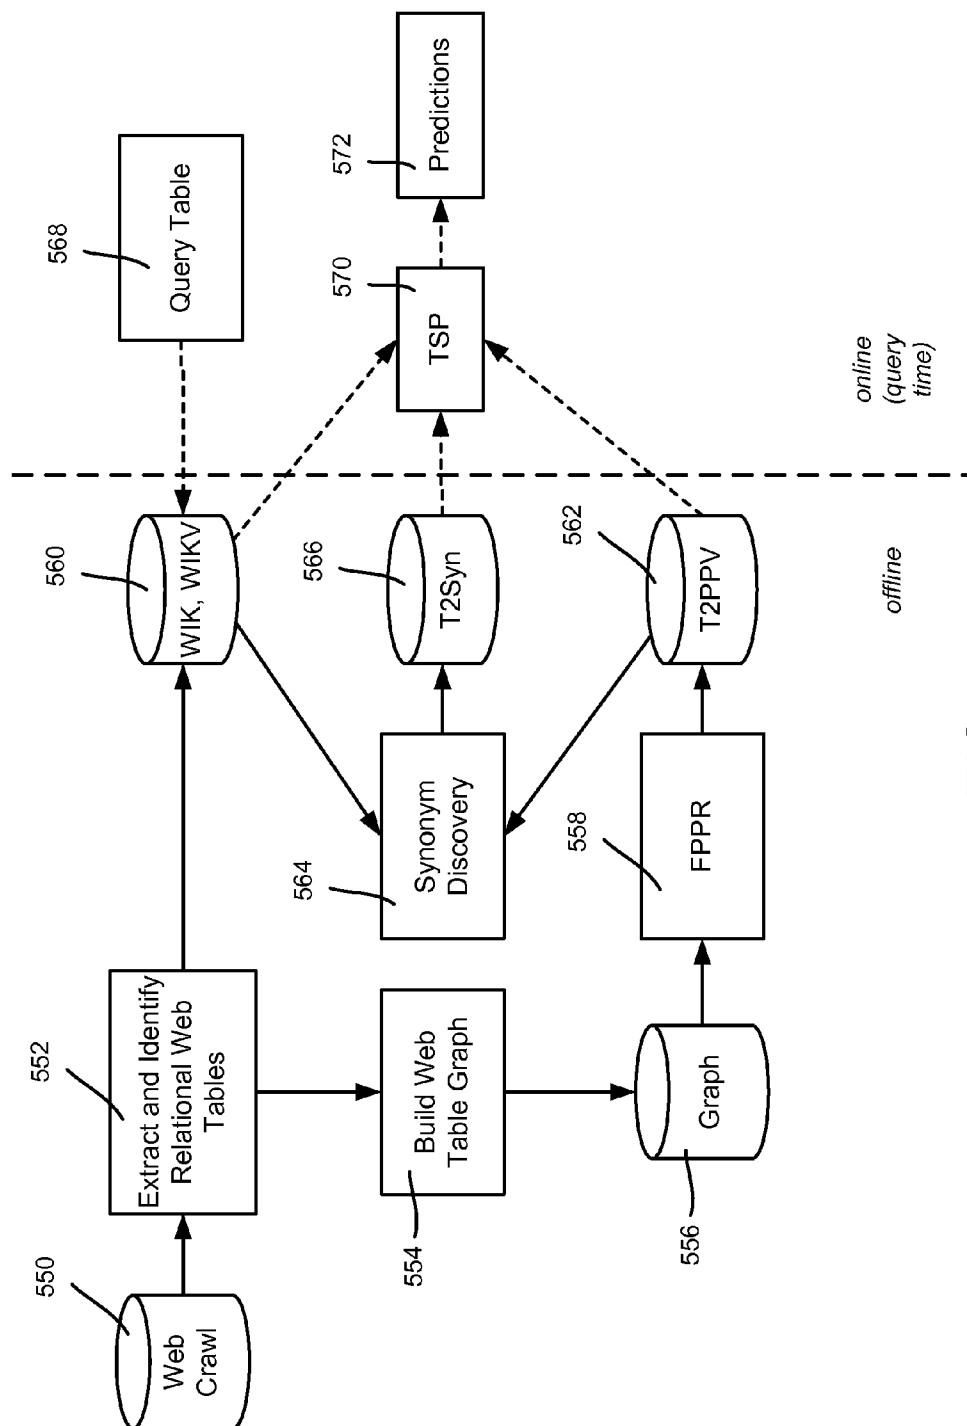 550
Web
Crawl
552
Extract and Identify
Relational Web
Tables
560
WIK, WIKV
568
Query Table
554
Build Web
Table Graph
564
Synonym
Discovery
566
T2Syn
570
TSP
572
Predictions
556
Graph
558
FPPR
562
T2PPV
offline
online
(query
time)